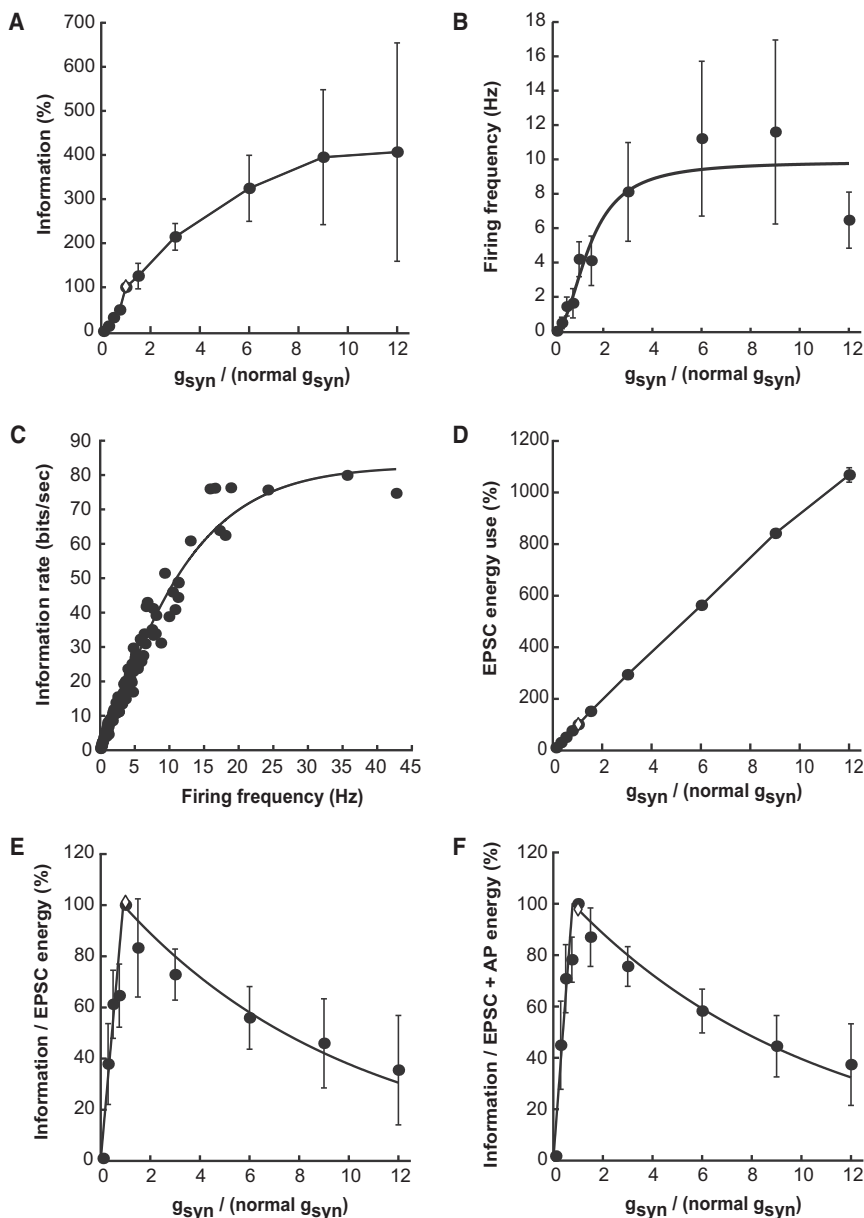 A
700
600
500
400
300
200
100
0
Information (%)
0 2 4 6 8 10 12
gsyn / (normal gsyn)
B
18
16
14
12
10
8
6
4
2
0
Firing frequency (Hz)
0 2 4 6 8 10 12
gsyn / (normal gsyn)
C
90
80
70
60
50
40
30
20
10
0
Information rate (bits/sec)
0 5 10 15 20 25 30 35 40 45
Firing frequency (Hz)
D
1200
1000
800
600
400
200
0
EPSC energy use (%)
0 2 4 6 8 10 12
gsyn / (normal gsyn)
E
120
100
80
60
40
20
0
Information / EPSC energy (%)
0 2 4 6 8 10 12
gsyn / (normal gsyn)
F
120
100
80
60
40
20
0
Information / EPSC + AP energy (%)
0 2 4 6 8 10 12
gsyn / (normal gsyn)